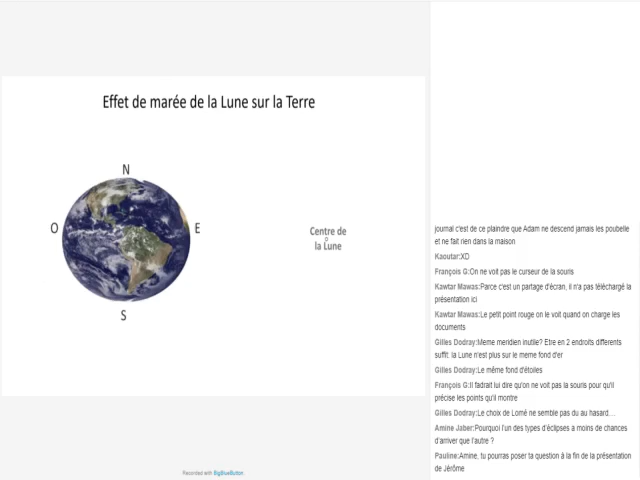 Effet de marée de la Lune sur la Terre
N
O
E
Centre de
la Lune
S
journal c'est de ce plaindre que Adam ne descend jamais les poubelle
et ne fait rien dans la maison
Kaoutar:XD
François G:On ne voit pas le curseur de la souris
Kawtar Mawas:Parce c'est un partage d'écran, il n'a pas téléchargé la
présentation ici
Kawtar Mawas:Le petit point rouge on le voit quand on charge les
documents
Gilles Dodray:Meme meridien inutile? Etre en 2 endroits differents
suffit: la Lune n'est plus sur le meme fond d'er
Gilles Dodray:Le même fond d'étoiles
François G:Il fadrait lui dire qu'on ne voit pas la souris pour qu'il
précise les points qu'il montre
Gilles Dodray:Le choix de Lomé ne semble pas du au hasard....
Amine Jaber:Pourquoi l'un des types d'éclipses a moins de chances
d'arriver que l'autre ?
Pauline:Amine, tu pourras poser ta question à la fin de la présentation
de Jérôme
Recorded with BigBlueButton